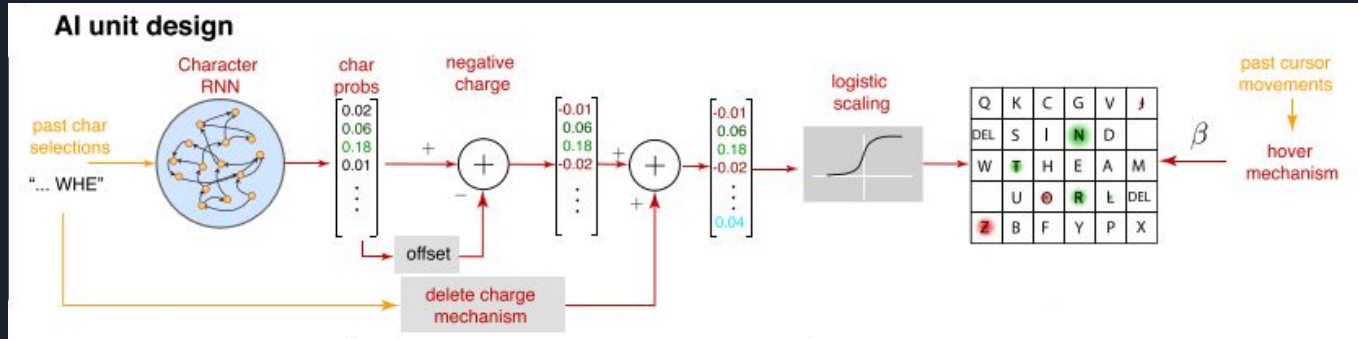 AI unit design
past char
selections
"... WHE"
Character
RNN
char
probs
0.02
0.06
0.18
0.01
⋮
+
−
offset
negative
charge
+
-0.01
0.06
0.18
-0.02
⋮
delete charge
mechanism
+
+
+
-0.01
0.06
0.18
-0.02
⋮
0.04
logistic
scaling
Q K C G V J
DEL S I N D
W T H E A M
U O R L DEL
Z B F Y P X
β
past cursor
movements
hover
mechanism